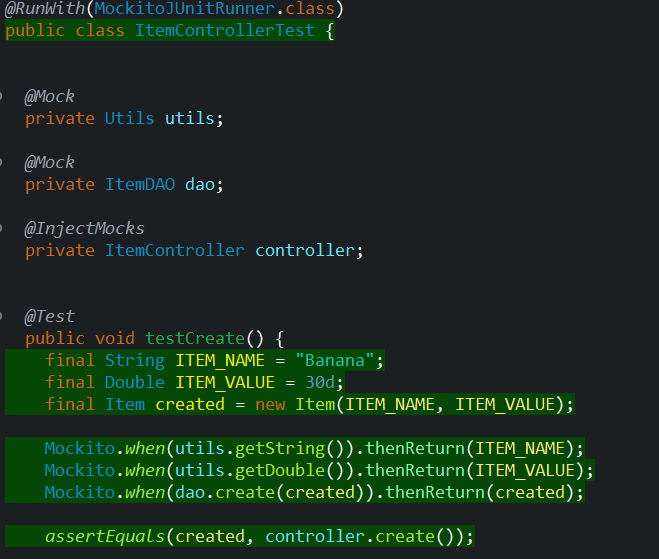 @RunWith(MockitoJUnitRunner.class)
public class ItemControllerTest {
@Mock
private Utils utils;
@Mock
private ItemDAO dao;
@InjectMocks
private ItemController controller;
@Test
public void testCreate() {
final String ITEM_NAME = "Banana";
final Double ITEM_VALUE = 30d;
final Item created = new Item(ITEM_NAME, ITEM_VALUE);
Mockito.when(utils.getString()).thenReturn(ITEM_NAME);
Mockito.when(utils.getDouble()).thenReturn(ITEM_VALUE);
Mockito.when(dao.create(created)).thenReturn(created);
assertEquals(created, controller.create());